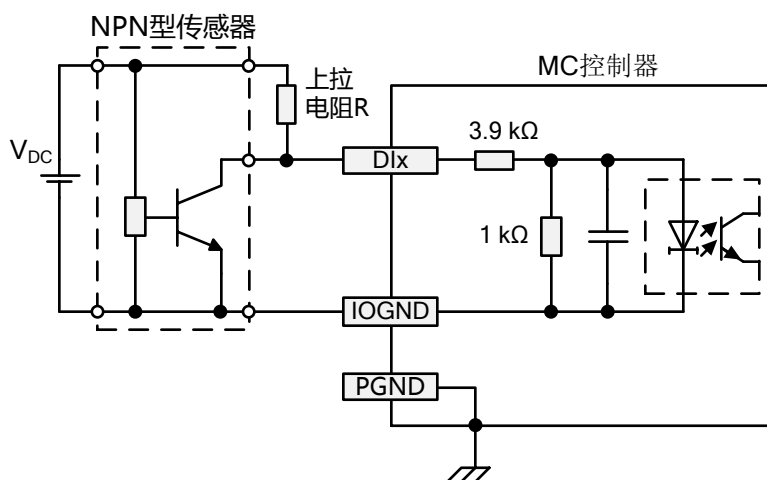 NPN型传感器
上拉
电阻R
MC控制器
VDC
DIx
3.9 kΩ
1 kΩ
IOGND
PGND